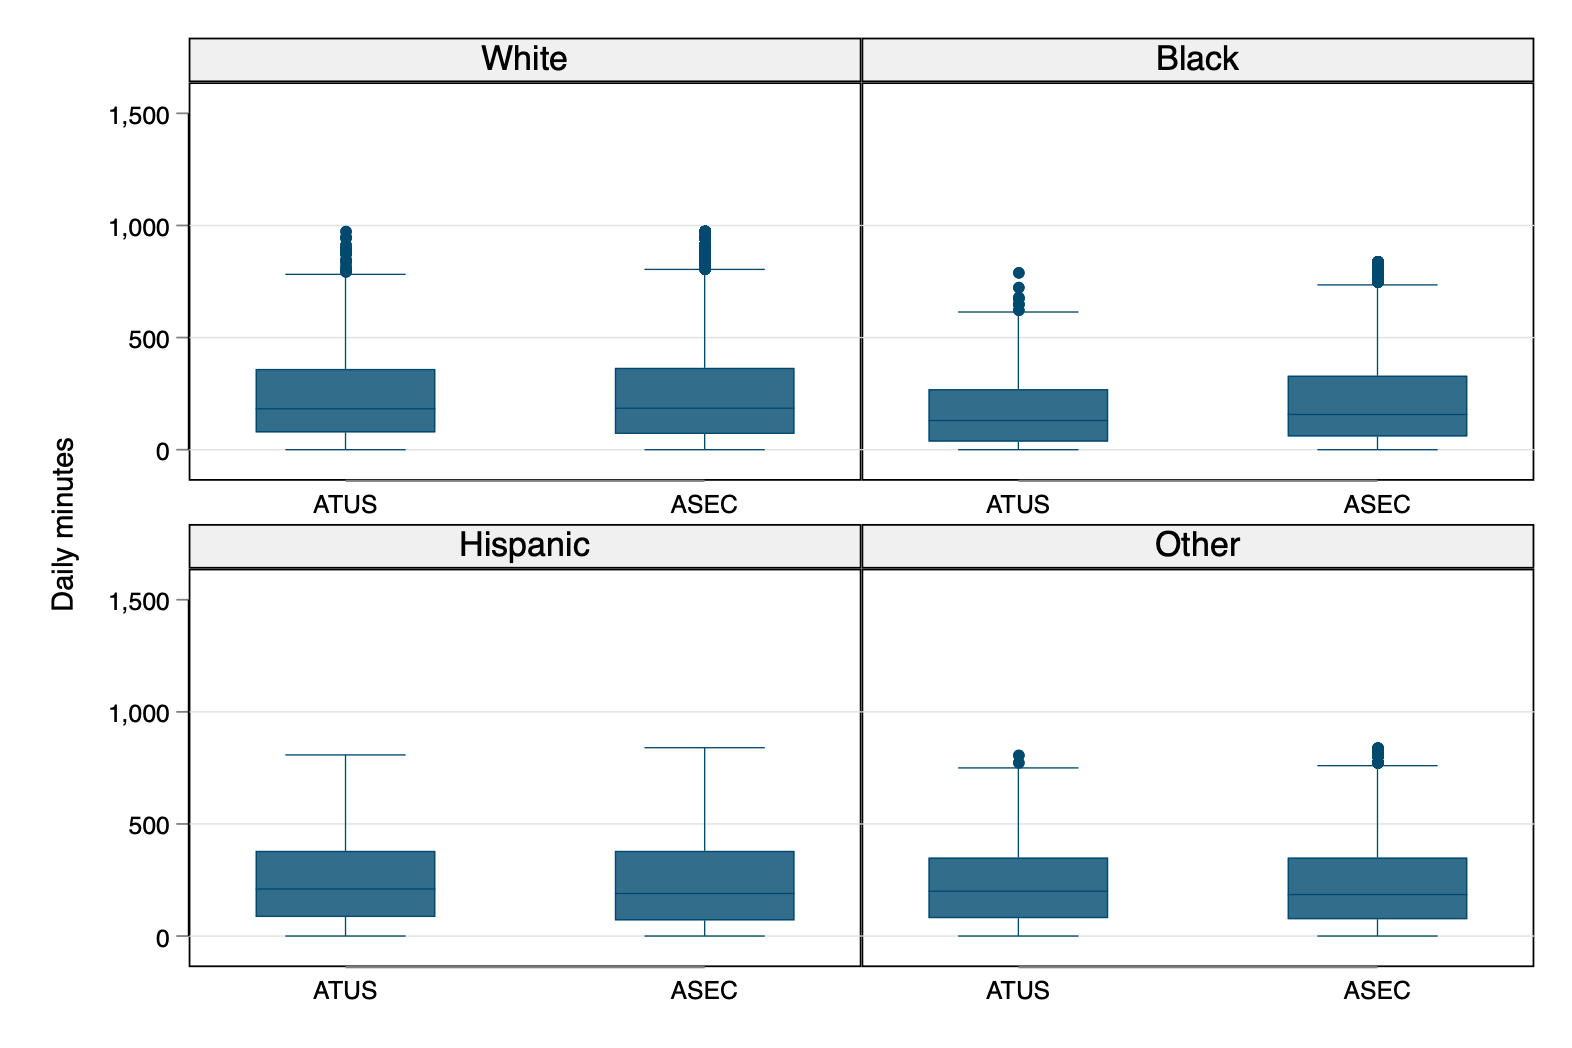 White
Black
1,500
1,000
500
0
ATUS
ASEC
ATUS
ASEC
Daily minutes
Hispanic
Other
1,500
1,000
500
0
ATUS
ASEC
ATUS
ASEC